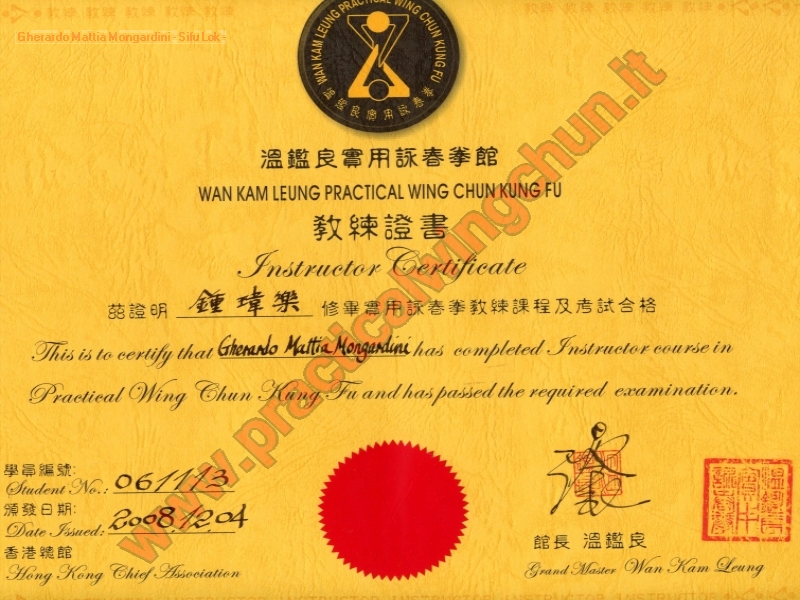 Gherardo Mattia Mongardini - Sifu Lok -
WAN KAM LEUNG PRACTICAL WING CHUN KUNG FU
溫鑑良實用詠春拳
溫鑑良實用詠春拳館
WAN KAM LEUNG PRACTICAL WING CHUN KUNG FU
教練證書
Instructor Certificate
茲證明 鍾瑋樂 修畢實用詠春拳教練課程及考試合格
This is to certify that Gherardo Mattia Mongardini has completed Instructor course in
Practical Wing Chun Kung Fu and has passed the required examination.
www.practicalwingchun.it
學員編號:
Student No.: 061113
頒發日期:
Date Issued: 2008.12.04
香港總館
Hong Kong Chief Association
館長 溫鑑良
Grand Master Wan Kam Leung